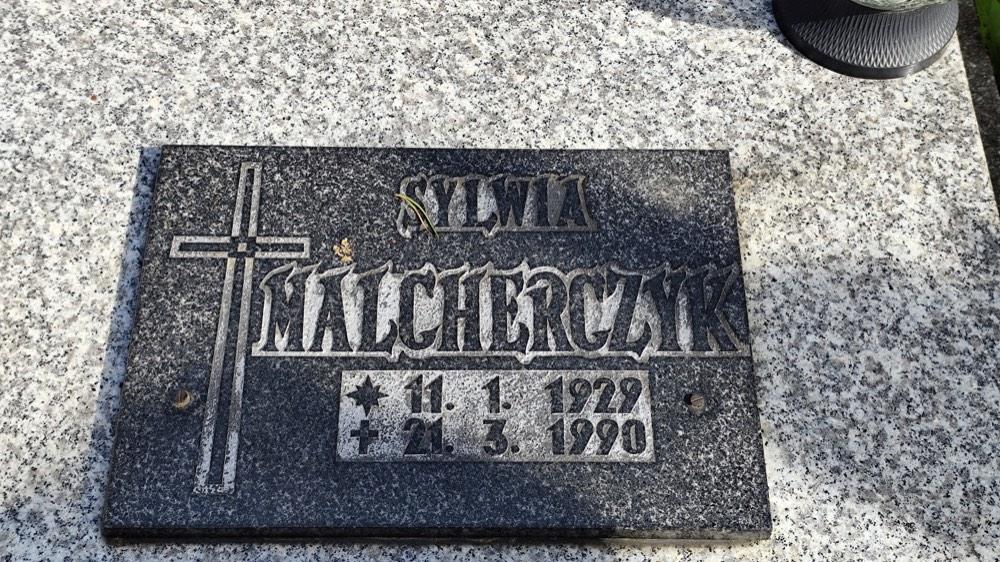 SYLWIA
MALCHERCZYK
11. 1. 1929
21. 3. 1990